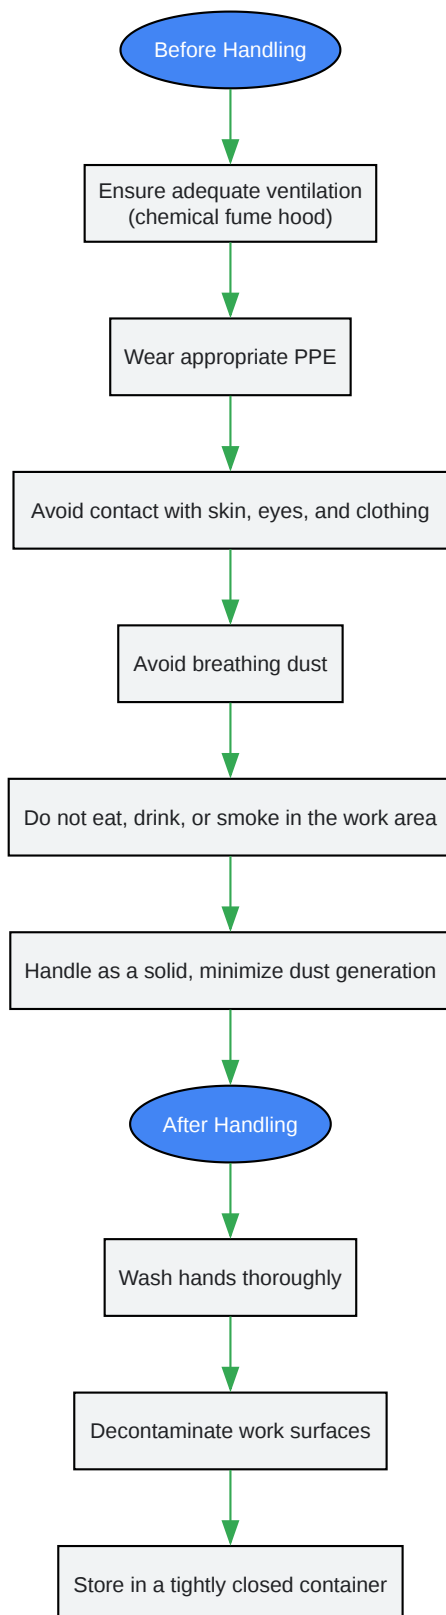 Before Handling
Ensure adequate ventilation
(chemical fume hood)
Wear appropriate PPE
Avoid contact with skin, eyes, and clothing
Avoid breathing dust
Do not eat, drink, or smoke in the work area
Handle as a solid, minimize dust generation
After Handling
Wash hands thoroughly
Decontaminate work surfaces
Store in a tightly closed container